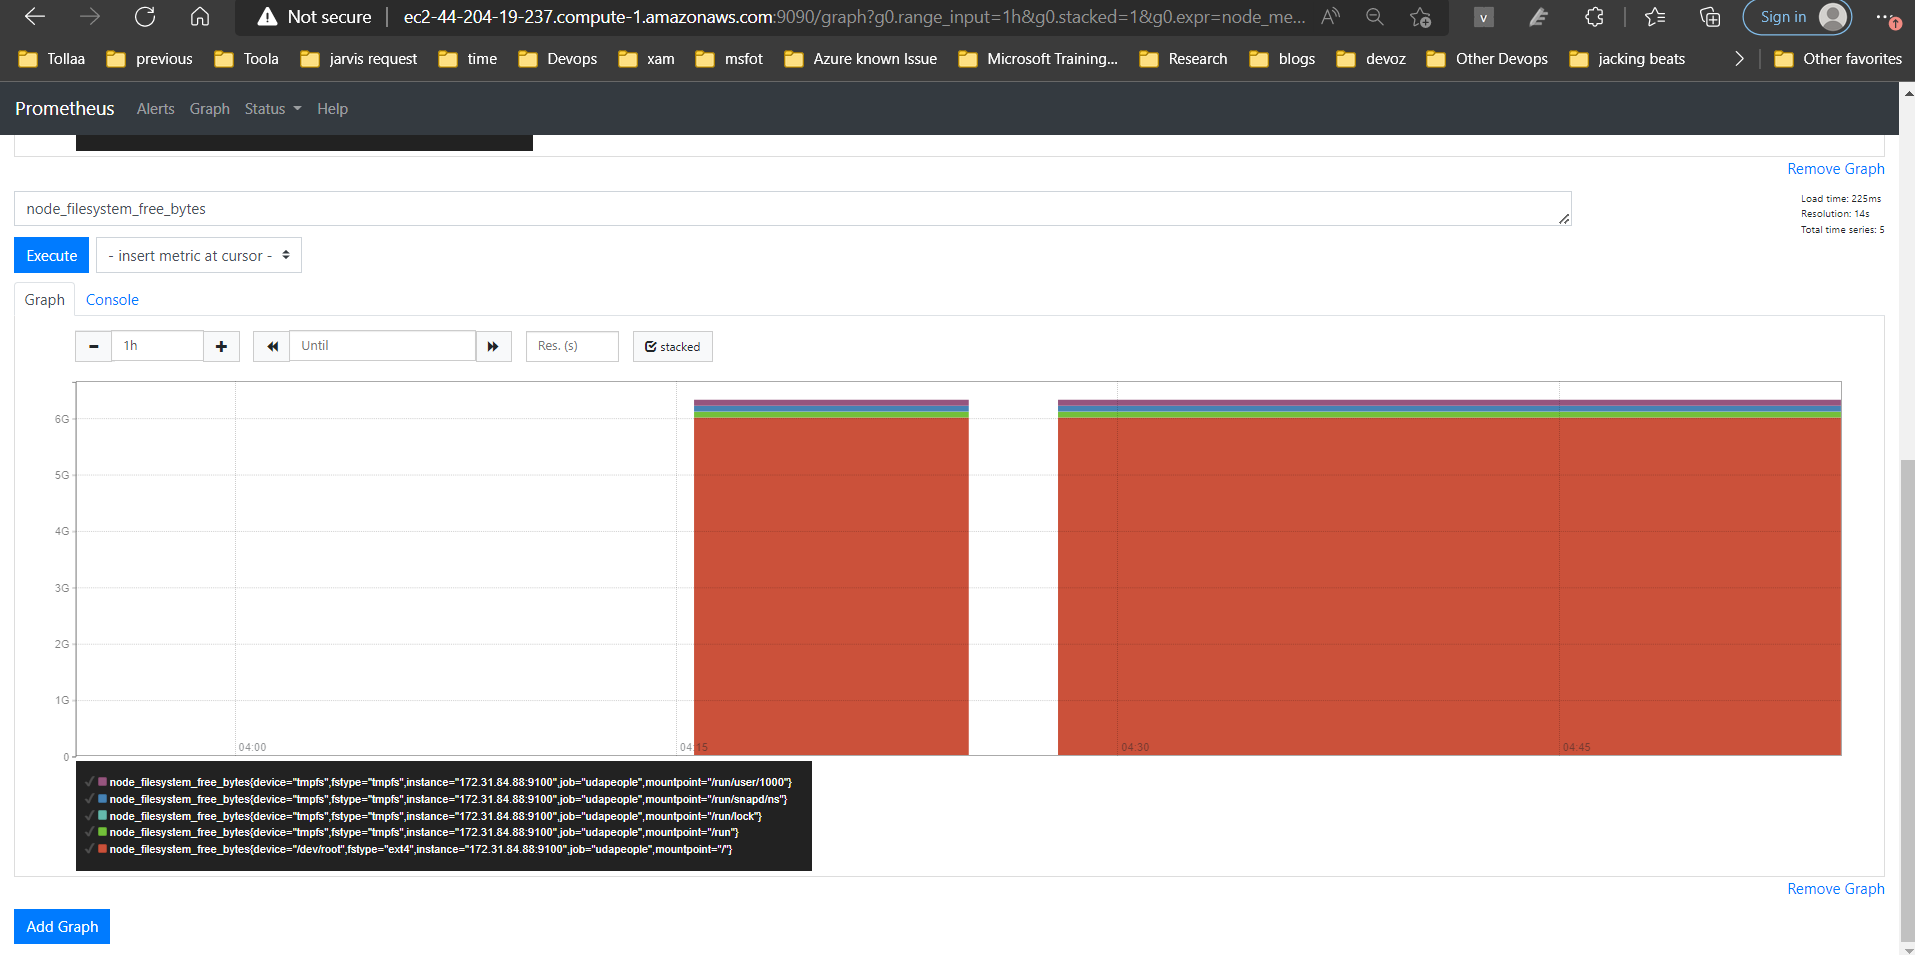 Not secure | ec2-44-204-19-237.compute-1.amazonaws.com:9090/graph?g0.range_input=1h&g0.stacked=1&g0.expr=node_me... A v Sign in
Tollaa previous Toola jarvis request time Devops xam msfot Azure known Issue Microsoft Training... Research blogs devoz Other Devops jacking beats Other favorites
Prometheus Alerts Graph Status Help
Remove Graph
node_filesystem_free_bytes
Load time: 225ms
Resolution: 14s
Total time series: 5
Execute - insert metric at cursor -
Graph Console
1h Until Res. (s) stacked
6G
5G
4G
3G
2G
1G
0
04:00 04:15 04:30 04:45
node_filesystem_free_bytes{device="tmpfs",fstype="tmpfs",instance="172.31.84.88:9100",job="udapeople",mountpoint="/run/user/1000"}
node_filesystem_free_bytes{device="tmpfs",fstype="tmpfs",instance="172.31.84.88:9100",job="udapeople",mountpoint="/run/snapd/ns"}
node_filesystem_free_bytes{device="tmpfs",fstype="tmpfs",instance="172.31.84.88:9100",job="udapeople",mountpoint="/run/lock"}
node_filesystem_free_bytes{device="tmpfs",fstype="tmpfs",instance="172.31.84.88:9100",job="udapeople",mountpoint="/run"}
node_filesystem_free_bytes{device="/dev/root",fstype="ext4",instance="172.31.84.88:9100",job="udapeople",mountpoint="/"}
Remove Graph
Add Graph